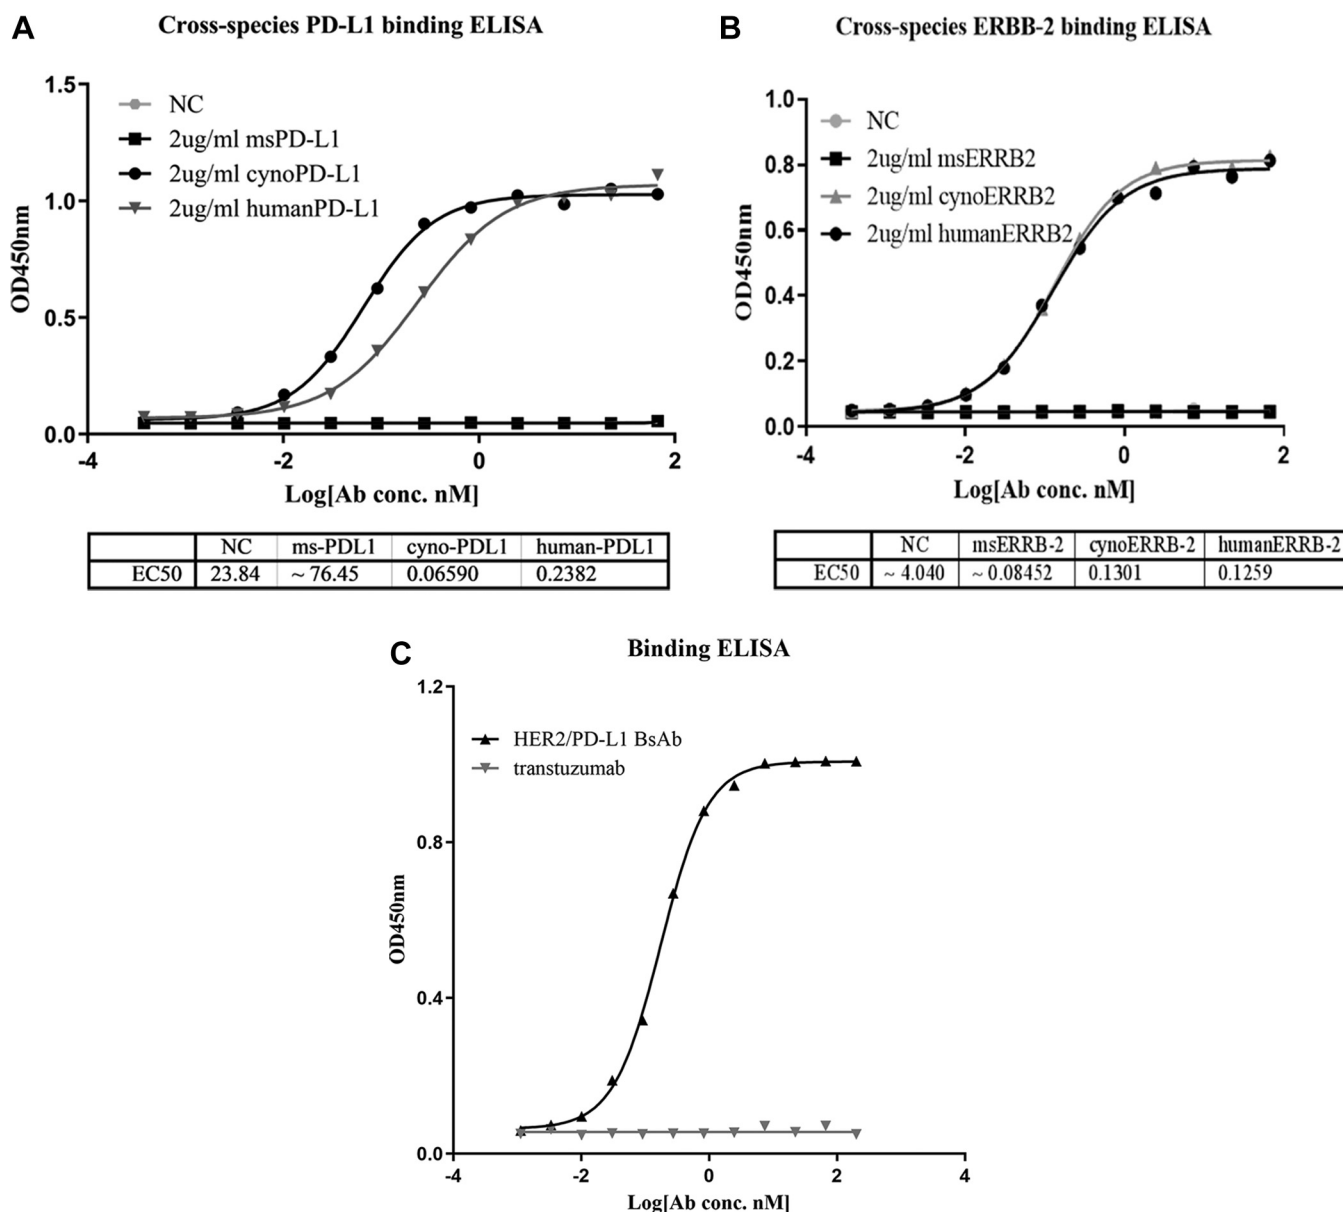 A
Cross-species PD-L1 binding ELISA
1.5
1.0
0.5
0.0
OD450nm
NC
2ug/ml msPD-L1
2ug/ml cynoPD-L1
2ug/ml humanPD-L1
-4
-2
0
2
Log[Ab conc. nM]
NC ms-PDL1 cyno-PDL1 human-PDL1
EC50 23.84 ~ 76.45 0.06590 0.2382
B
Cross-species ERBB-2 binding ELISA
1.0
0.8
0.6
0.4
0.2
0.0
OD450nm
NC
2ug/ml msERRB2
2ug/ml cynoERRB2
2ug/ml humanERRB2
-4
-2
0
2
Log[Ab conc. nM]
NC msERRB-2 cynoERRB-2 humanERRB-2
EC50 ~ 4.040 ~ 0.08452 0.1301 0.1259
C
Binding ELISA
1.2
0.8
0.4
0.0
OD450nm
HER2/PD-L1 BsAb
transtuzumab
-4
-2
0
2
4
Log[Ab conc. nM]